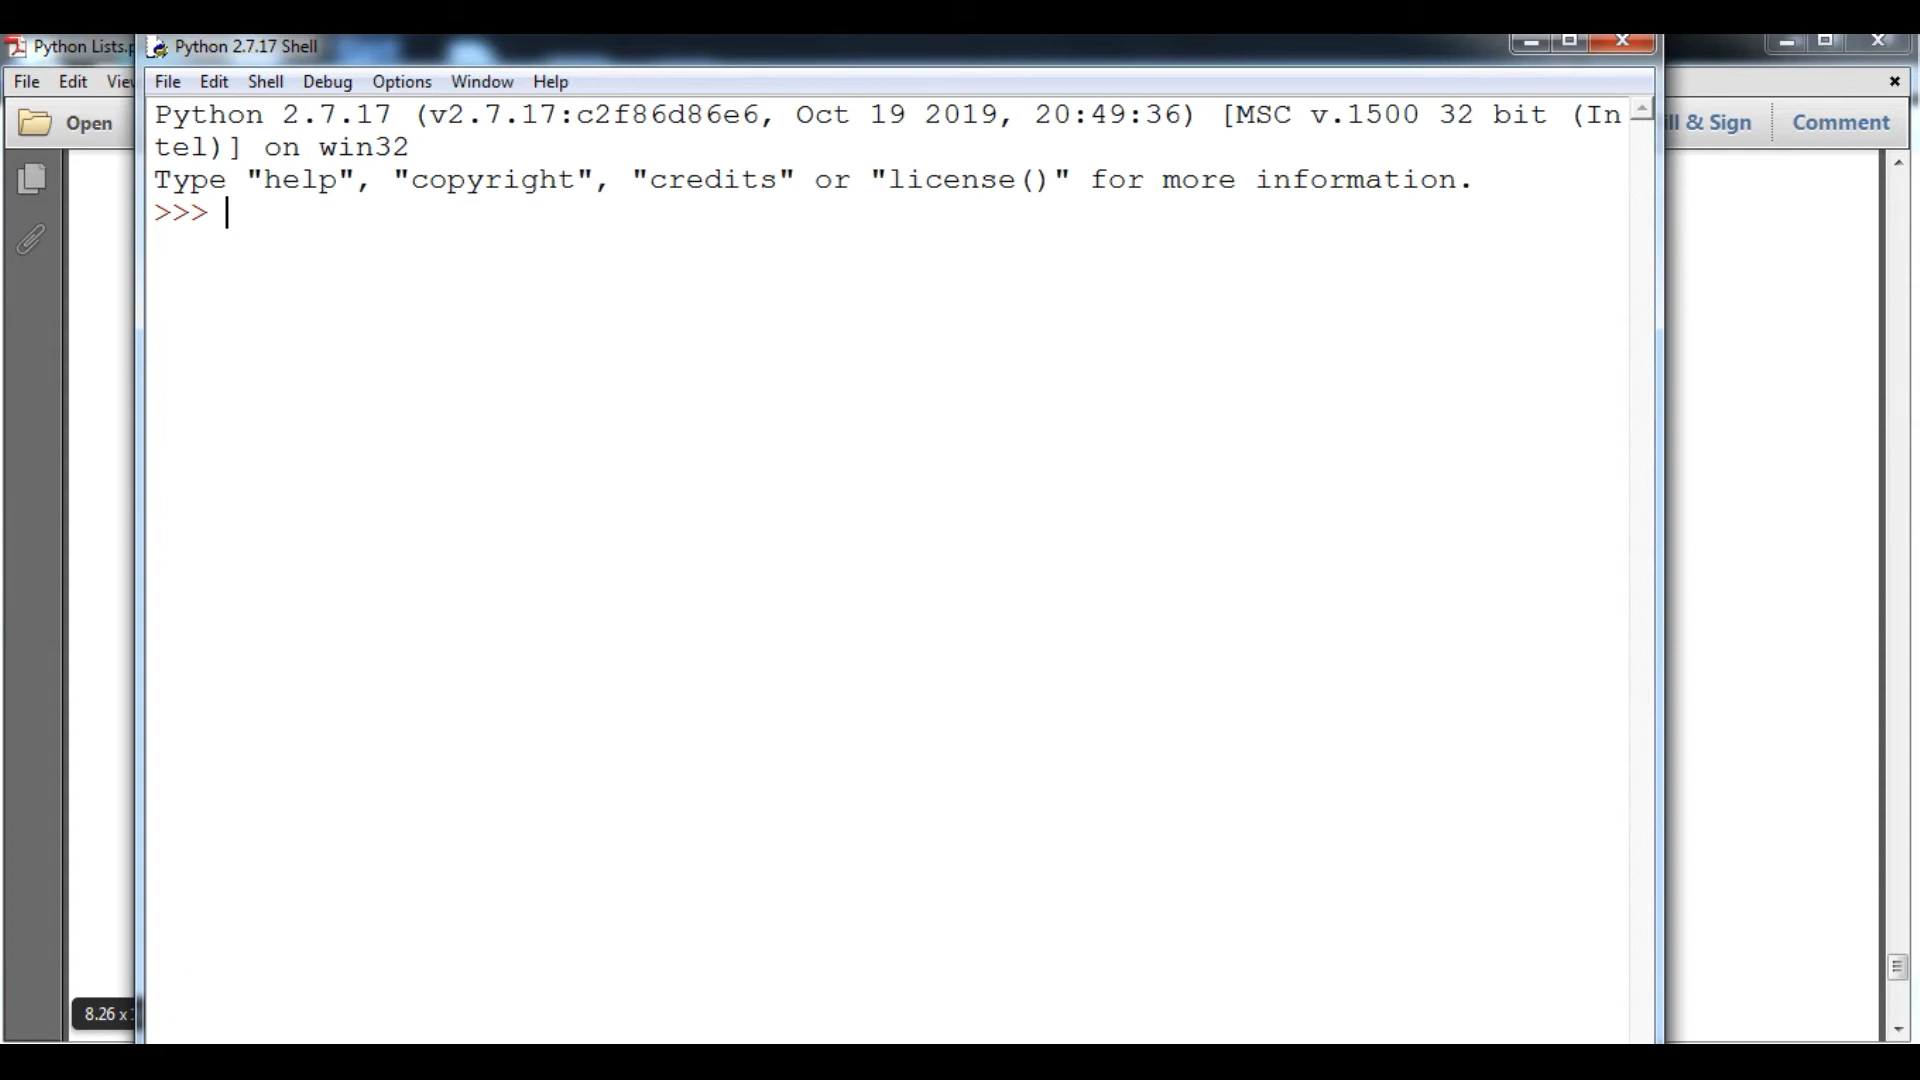 Python Lists.p
Python 2.7.17 Shell
File Edit
File Edit Shell Debug Options Window Help
Open
& Sign
Comment
Python 2.7.17 (v2.7.17:c2f86d86e6, Oct 19 2019, 20:49:36) [MSC v.1500 32 bit (In
tel)] on win32
Type "help", "copyright", "credits" or "license()" for more information.
>>>
8.26 x